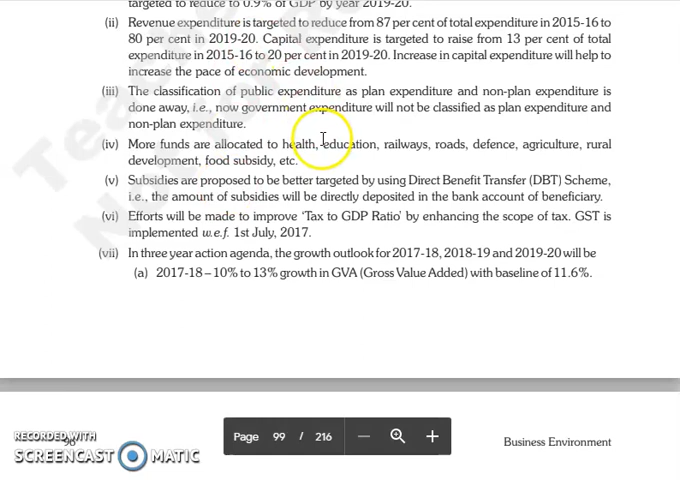 targeted to reduce to 0.9% of GDP by year 2019-20.
(ii) Revenue expenditure is targeted to reduce from 87 per cent of total expenditure in 2015-16 to
80 per cent in 2019-20. Capital expenditure is targeted to raise from 13 per cent of total
expenditure in 2015-16 to 20 per cent in 2019-20. Increase in capital expenditure will help to
increase the pace of economic development.
(iii) The classification of public expenditure as plan expenditure and non-plan expenditure is
done away, i.e., now government expenditure will not be classified as plan expenditure and
non-plan expenditure.
(iv) More funds are allocated to health, education, railways, roads, defence, agriculture, rural
development, food subsidy, etc.
(v) Subsidies are proposed to be better targeted by using Direct Benefit Transfer (DBT) Scheme,
i.e., the amount of subsidies will be directly deposited in the bank account of beneficiary.
(vi) Efforts will be made to improve 'Tax to GDP Ratio' by enhancing the scope of tax. GST is
implemented w.e.f. 1st July, 2017.
(vii) In three year action agenda, the growth outlook for 2017-18, 2018-19 and 2019-20 will be
(a) 2017-18 – 10% to 13% growth in GVA (Gross Value Added) with baseline of 11.6%.
RECORDED WITH
SCREENCAST MATIC
Page 99 / 216
Business Environment